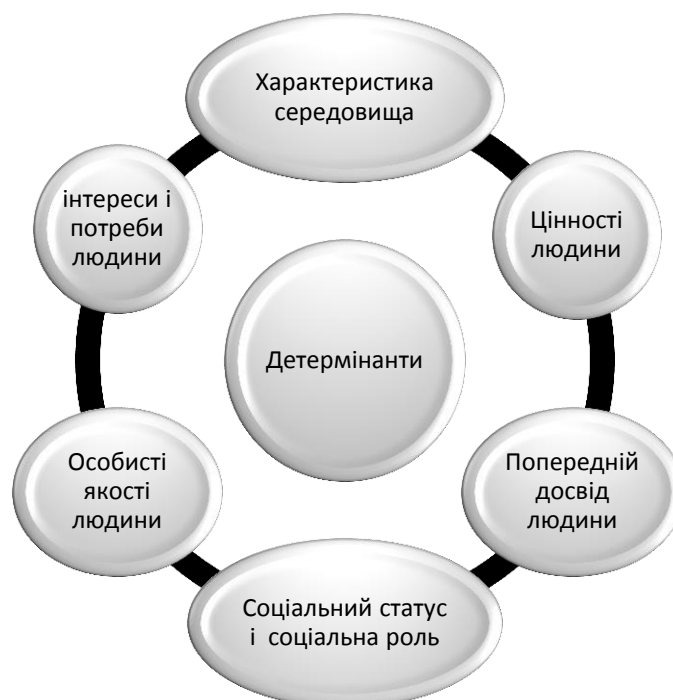 Характеристика
середовища
інтереси і
потреби
людини
Цінності
людини
Детермінанти
Особисті
якості
людини
Попередній
досвід
людини
Соціальний статус
і соціальна роль